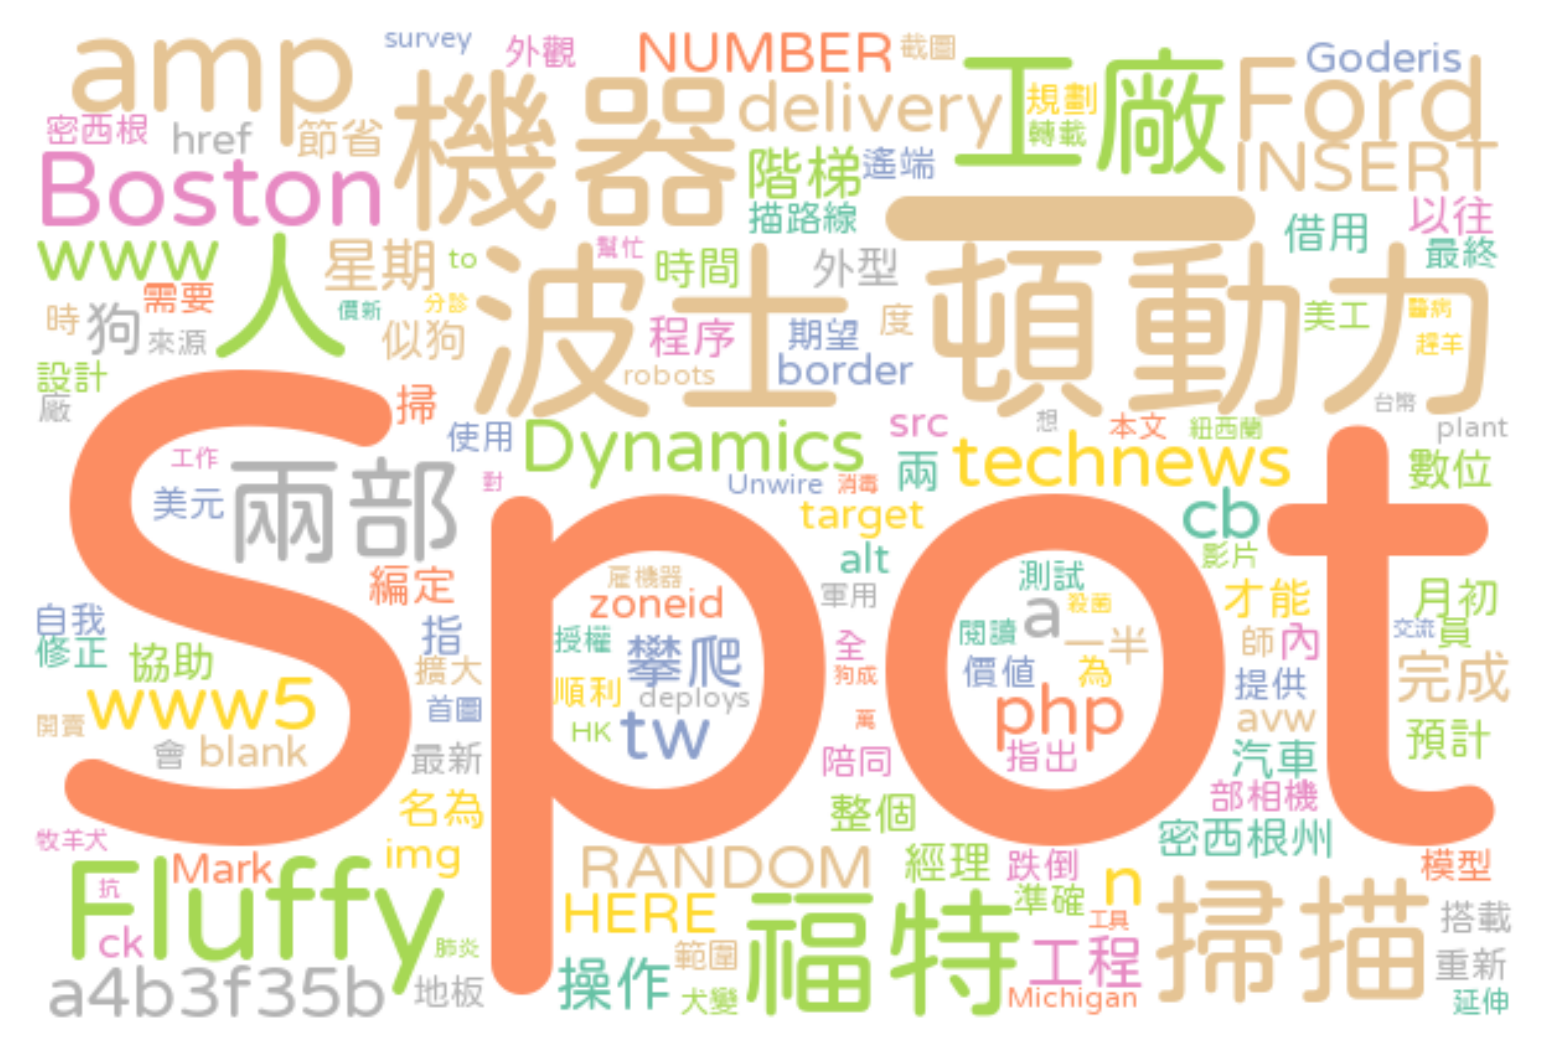 survey
amp
外觀
NUMBER
截圖
工廠
Goderis
Ford
機器
delivery
規劃
密西根
href
節省
轉載
INSERT
Boston
階梯
遙端
描路線
一
借用
以往
www
人
星期
to
幫忙
時間
外型
最終
波士
頓動力
需要
價新
分診
美工
醫病
時
狗
來源
似狗
程序
期望
度
趕羊
robots
border
設計
廠
掃
台幣
Spot
使用
Dynamics
src
想
本文
紐西蘭
plant
工作
兩部
technews
數位
美元
對
Unwire
消毒
兩
target
cb
alt
影片
編定
雇機器
zoneid
軍用
測試
a
殺菌
才能
月初
自我
指
授權
攀爬
全
閱讀
一半
師
內
交流
員
修正
協助
擴大
狗成
價值
為
提供
完成
www5
首圖
順利
deploys
php
avw
開賣
HK
tw
萬
預計
會
blank
最新
陪同
指出
汽車
名為
整個
部相機
牧羊犬
密西根州
Mark
img
RANDOM
經理
跌倒
模型
Fluffy
抗
HERE
福特
準確
n
掃描
ck
肺炎
工具
搭載
a4b3f35b
地板
操作
範圍
工程
重新
犬變
Michigan
延伸